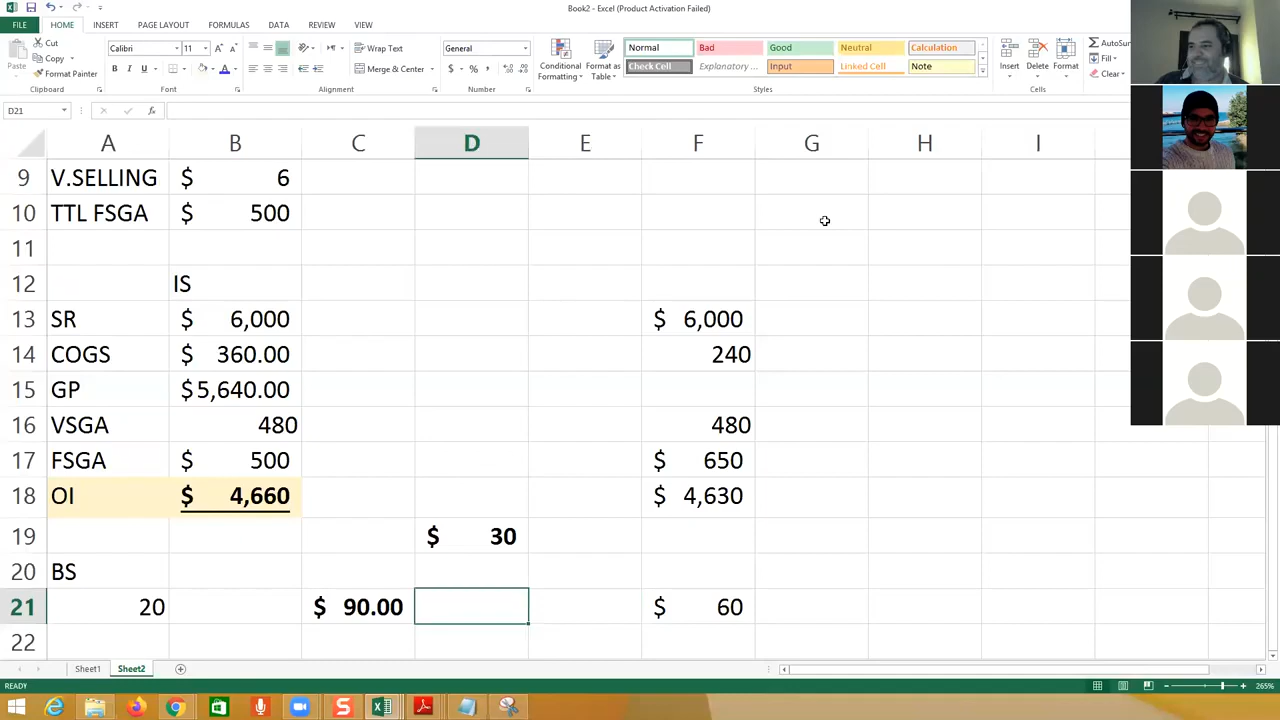 Book2 - Excel (Product Activation Failed)
FILE HOME INSERT PAGE LAYOUT FORMULAS DATA REVIEW VIEW
Cut
Copy
Format Painter
Paste
Clipboard
Calibri 11
B I U
Font
Wrap Text
Merge & Center
Alignment
General
$ % ,
Number
Conditional Formatting
Format as Table
Normal Bad Good Neutral Calculation
Check Cell Explanatory ... Input Linked Cell Note
Styles
Insert Delete Format
Cells
AutoSum
Fill
Clear
D21
fx
A B C D E F G H I
9 V.SELLING $ 6
10 TTL FSGA $ 500
11
12 IS
13 SR $ 6,000 $ 6,000
14 COGS $ 360.00 240
15 GP $ 5,640.00
16 VSGA 480 480
17 FSGA $ 500 $ 650
18 OI $ 4,660 $ 4,630
19 $ 30
20 BS
21 20 $ 90.00 $ 60
22
Sheet1 Sheet2
READY 265%